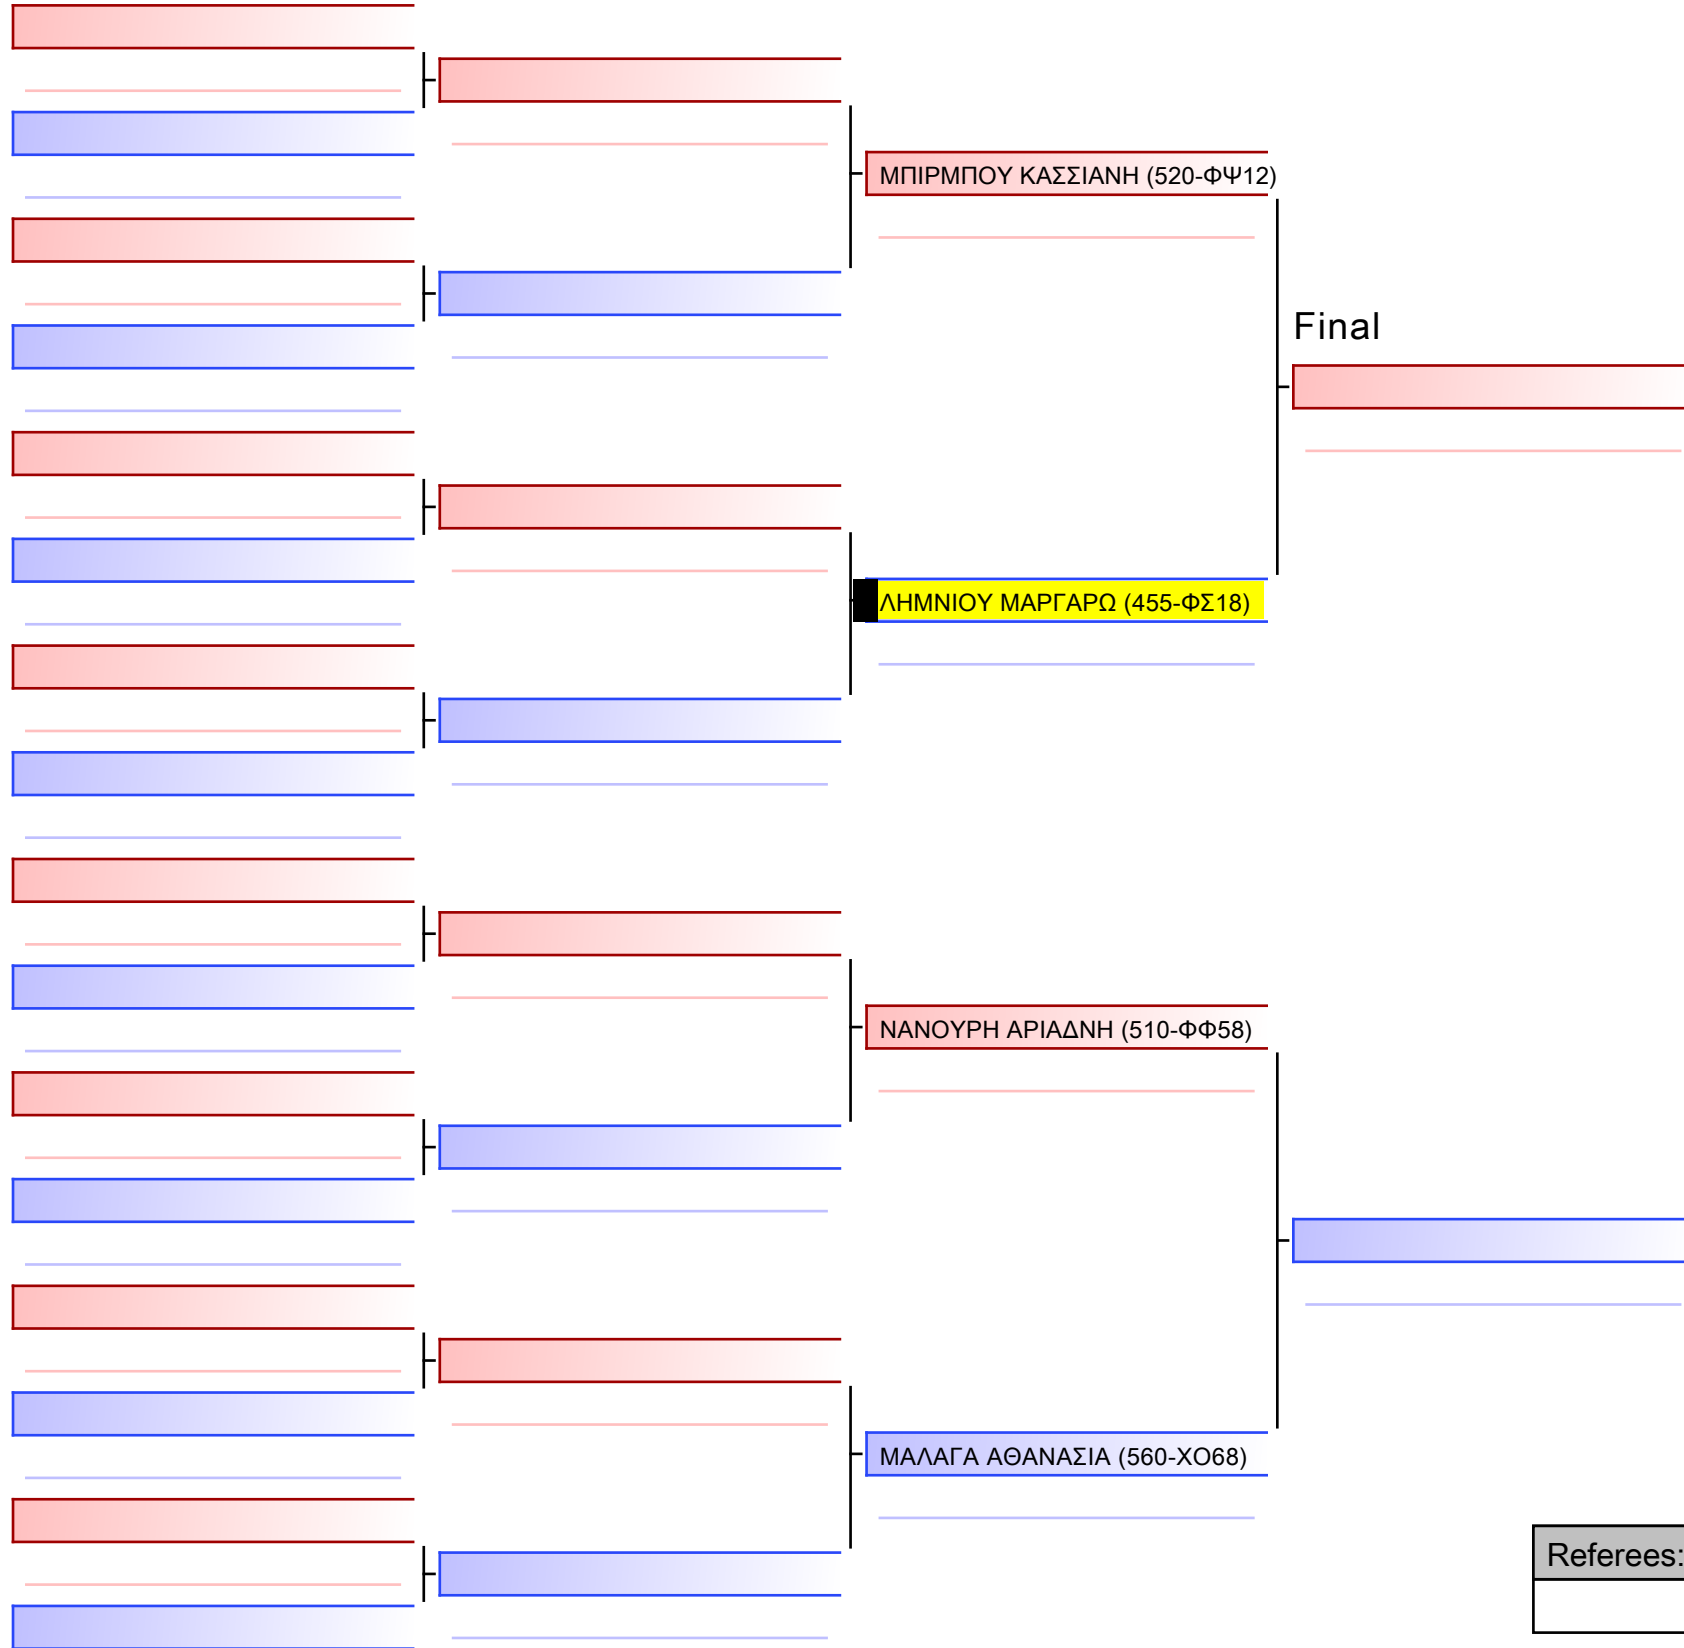 ΜΠΙΡΜΠΟΥ ΚΑΣΣΙΑΝΗ (520-ΦΨ12)
Final
ΛΗΜΝΙΟΥ ΜΑΡΓΑΡΩ (455-ΦΣ18)
ΝΑΝΟΥΡΗ ΑΡΙΑΔΝΗ (510-ΦΦ58)
ΜΑΛΑΓΑ ΑΘΑΝΑΣΙΑ (560-ΧΟ68)
Referees: